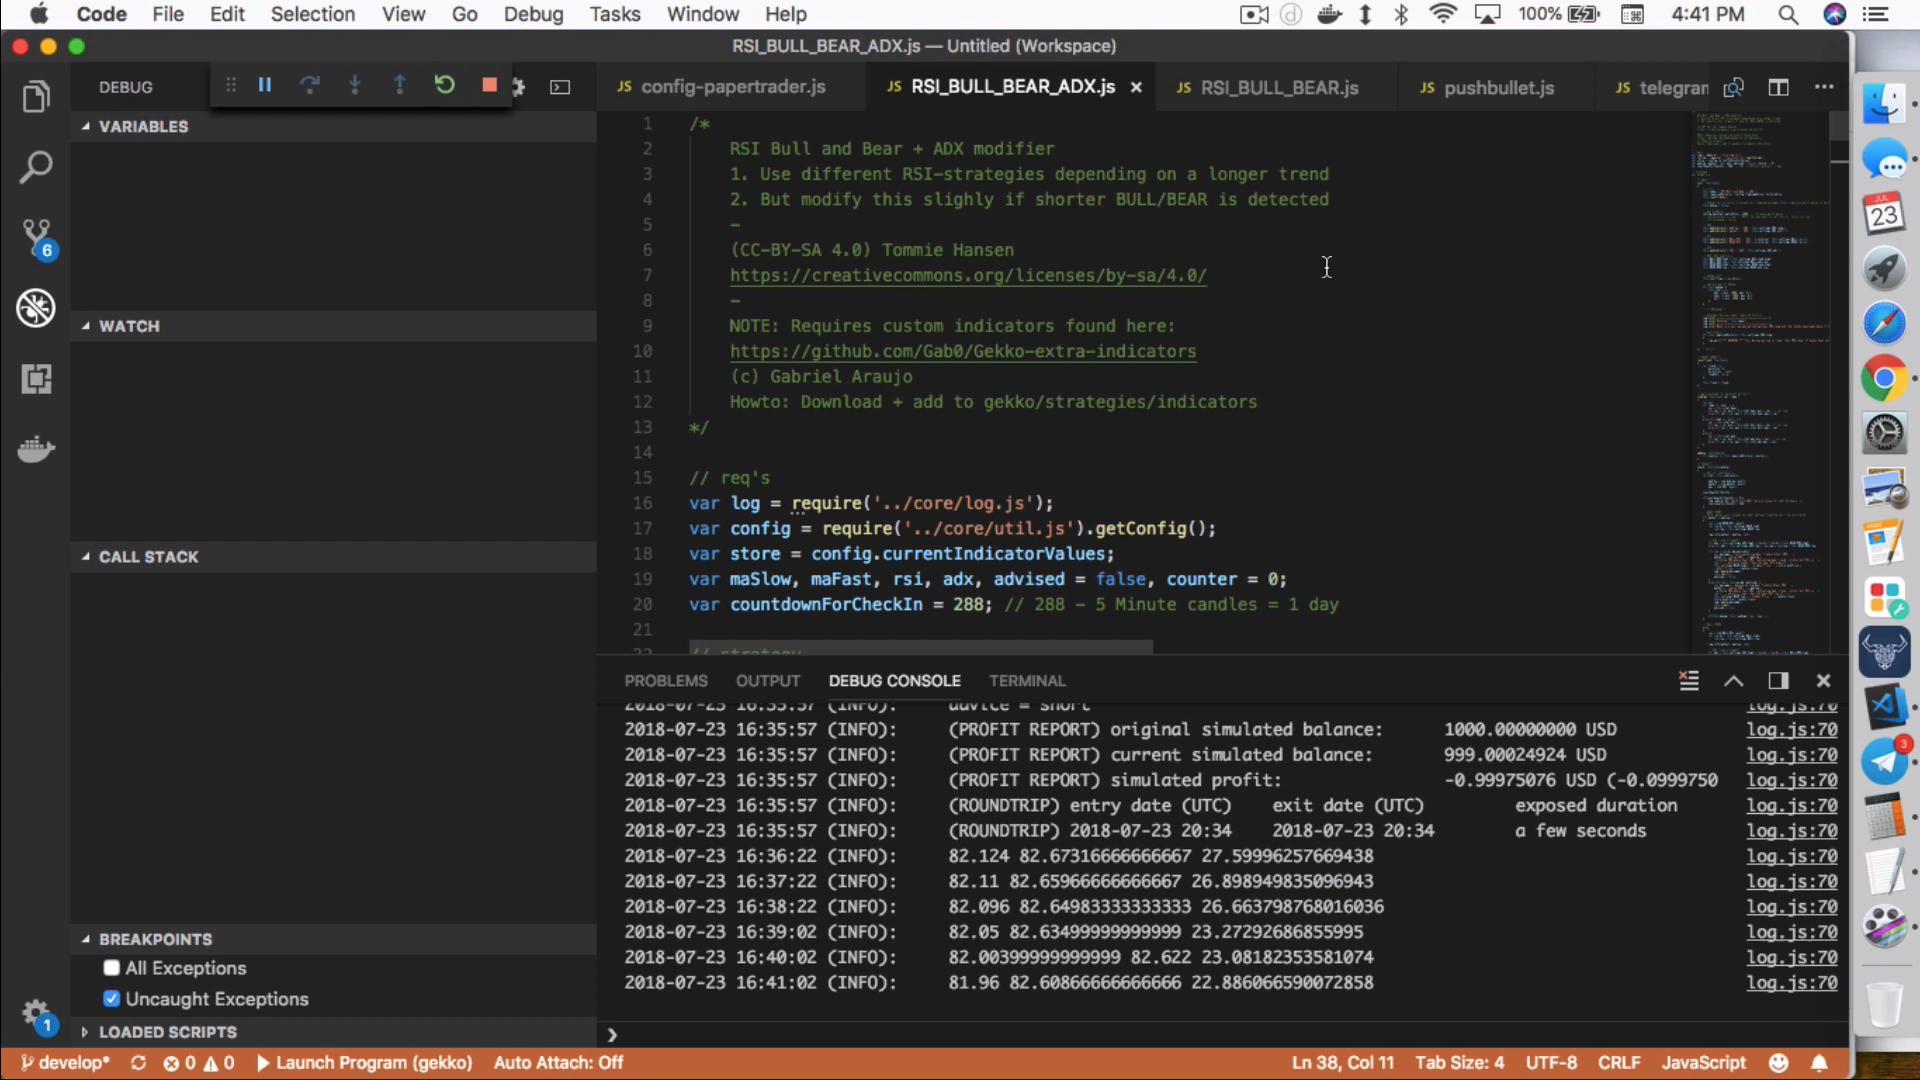 Code File Edit Selection View Go Debug Tasks Window Help 100% 4:41 PM
RSI_BULL_BEAR_ADX.js — Untitled (Workspace)
DEBUG
JS config-papertrader.js JS RSI_BULL_BEAR_ADX.js JS RSI_BULL_BEAR.js JS pushbullet.js JS telegran
VARIABLES
WATCH
CALL STACK
BREAKPOINTS
All Exceptions
Uncaught Exceptions
LOADED SCRIPTS
6
1
1 /*
2 RSI Bull and Bear + ADX modifier
3 1. Use different RSI-strategies depending on a longer trend
4 2. But modify this slighly if shorter BULL/BEAR is detected
5 -
6 (CC-BY-SA 4.0) Tommie Hansen
7 https://creativecommons.org/licenses/by-sa/4.0/
8 -
9 NOTE: Requires custom indicators found here:
10 https://github.com/Gab0/Gekko-extra-indicators
11 (c) Gabriel Araujo
12 Howto: Download + add to gekko/strategies/indicators
13 */
14
15 // req's
16 var log = require('../core/log.js');
17 var config = require('../core/util.js').getConfig();
18 var store = config.currentIndicatorValues;
19 var maSlow, maFast, rsi, adx, advised = false, counter = 0;
20 var countdownForCheckIn = 288; // 288 - 5 Minute candles = 1 day
21
22 // strategy
PROBLEMS OUTPUT DEBUG CONSOLE TERMINAL
2018-07-23 16:35:57 (INFO): advice = short log.js:70
2018-07-23 16:35:57 (INFO): (PROFIT REPORT) original simulated balance: 1000.00000000 USD log.js:70
2018-07-23 16:35:57 (INFO): (PROFIT REPORT) current simulated balance: 999.00024924 USD log.js:70
2018-07-23 16:35:57 (INFO): (PROFIT REPORT) simulated profit: -0.99975076 USD (-0.0999750 log.js:70
2018-07-23 16:35:57 (INFO): (ROUNDTRIP) entry date (UTC) exit date (UTC) exposed duration log.js:70
2018-07-23 16:35:57 (INFO): (ROUNDTRIP) 2018-07-23 20:34 2018-07-23 20:34 a few seconds log.js:70
2018-07-23 16:36:22 (INFO): 82.124 82.67316666666667 27.59996257669438 log.js:70
2018-07-23 16:37:22 (INFO): 82.11 82.65966666666667 26.898949835096943 log.js:70
2018-07-23 16:38:22 (INFO): 82.096 82.64983333333333 26.663798768016036 log.js:70
2018-07-23 16:39:02 (INFO): 82.05 82.63499999999999 23.27292686855995 log.js:70
2018-07-23 16:40:02 (INFO): 82.00399999999999 82.622 23.08182353581074 log.js:70
2018-07-23 16:41:02 (INFO): 81.96 82.60866666666666 22.886066590072858 log.js:70
JUL
23
3
develop* 0 0 Launch Program (gekko) Auto Attach: Off Ln 38, Col 11 Tab Size: 4 UTF-8 CRLF JavaScript